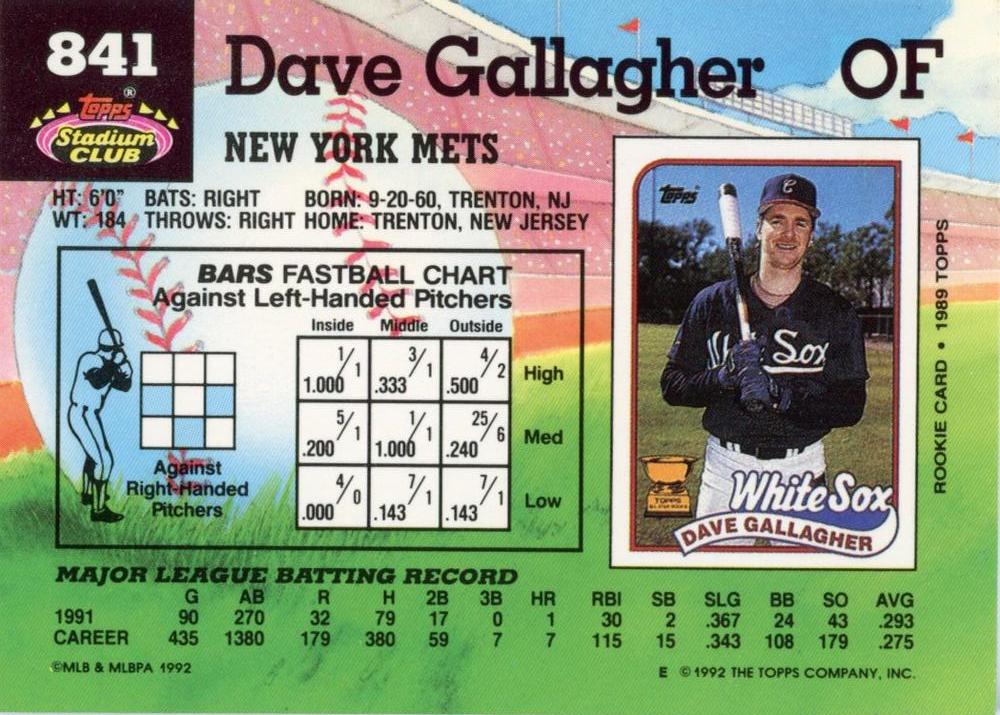 841
Topps®
Stadium
CLUB
Dave Gallagher OF
NEW YORK METS
HT: 6'0" BATS: RIGHT BORN: 9-20-60, TRENTON, NJ
WT: 184 THROWS: RIGHT HOME: TRENTON, NEW JERSEY
BARS FASTBALL CHART
Against Left-Handed Pitchers
Inside Middle Outside
1/1 3/1 4/2 High
1.000 .333 .500
5/1 1/1 25/6 Med
.200 1.000 .240
4/0 7/1 7/1 Low
.000 .143 .143
Against
Right-Handed
Pitchers
Topps
C
White Sox
TOPPS
White Sox
DAVE GALLAGHER
ROOKIE CARD • 1989 TOPPS
MAJOR LEAGUE BATTING RECORD
G AB R H 2B 3B HR RBI SB SLG BB SO AVG
1991 90 270 32 79 17 0 1 30 2 .367 24 43 .293
CAREER 435 1380 179 380 59 7 7 115 15 .343 108 179 .275
©MLB & MLBPA 1992 E ©1992 THE TOPPS COMPANY, INC.